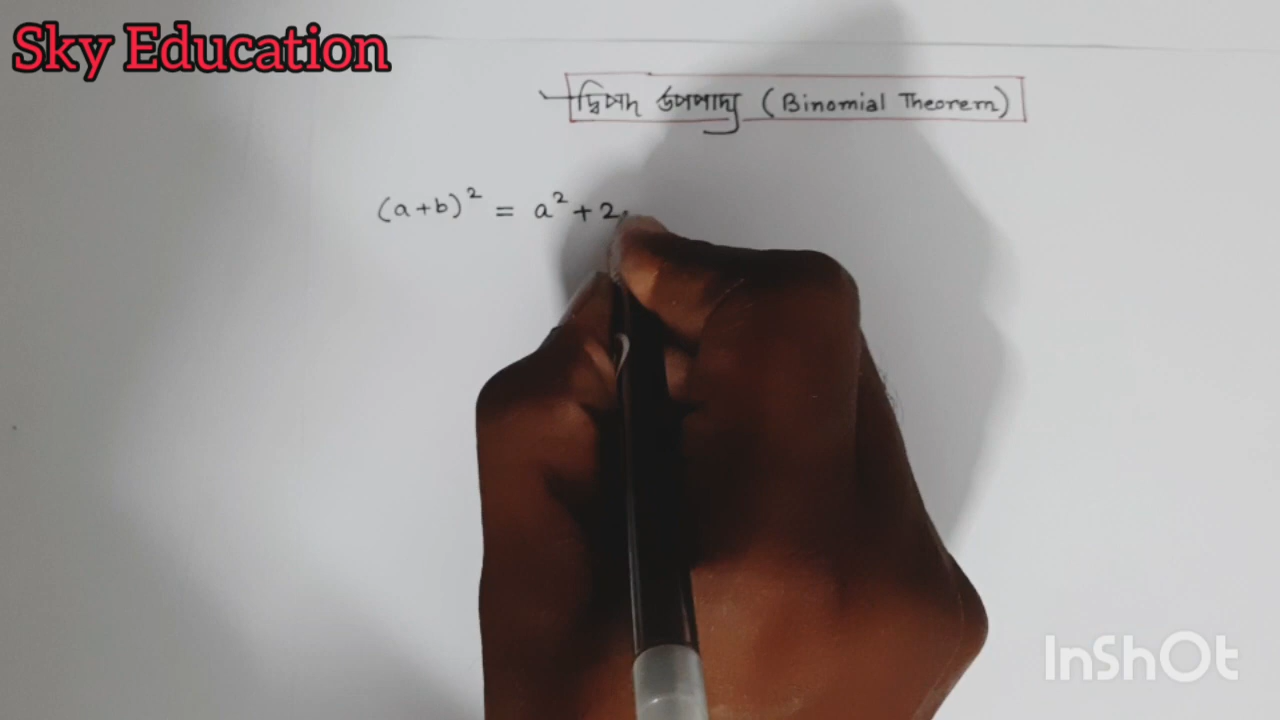 Sky Education
দ্বিপদ উপপাদ্য (Binomial Theorem)
(a+b)² = a² + 2
InShOt